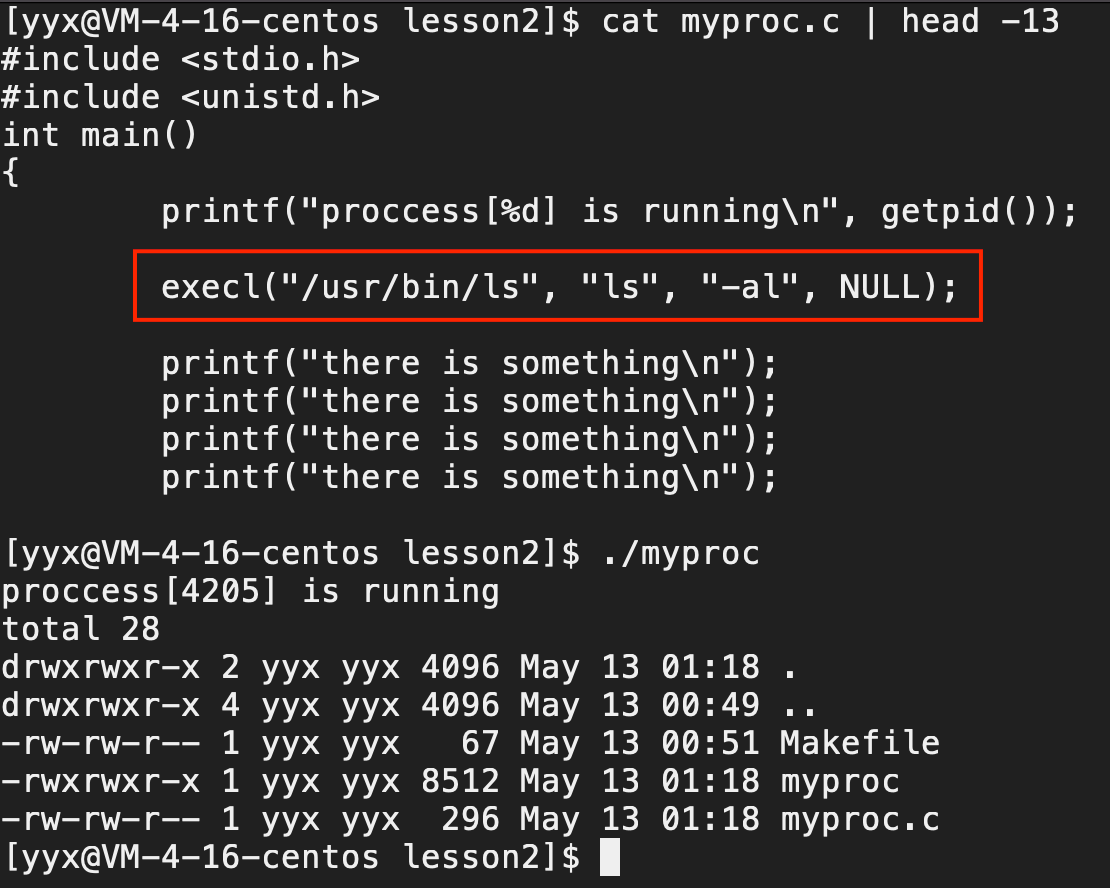 [yyx@VM-4-16-centos lesson2]$ cat myproc.c | head -13
#include <stdio.h>
#include <unistd.h>
int main()
{
        printf("proccess[%d] is running\n", getpid());
        execl("/usr/bin/ls", "ls", "-al", NULL);
        printf("there is something\n");
        printf("there is something\n");
        printf("there is something\n");
        printf("there is something\n");
[yyx@VM-4-16-centos lesson2]$ ./myproc
proccess[4205] is running
total 28
drwxrwxr-x 2 yyx yyx 4096 May 13 01:18 .
drwxrwxr-x 4 yyx yyx 4096 May 13 00:49 ..
-rw-rw-r-- 1 yyx yyx   67 May 13 00:51 Makefile
-rwxrwxr-x 1 yyx yyx 8512 May 13 01:18 myproc
-rw-rw-r-- 1 yyx yyx  296 May 13 01:18 myproc.c
[yyx@VM-4-16-centos lesson2]$